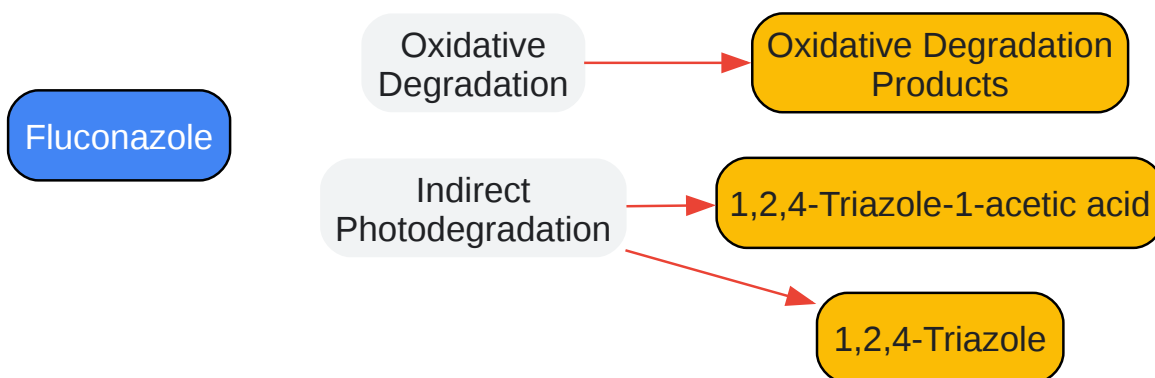 Fluconazole
Oxidative
Degradation
Oxidative Degradation
Products
Indirect
Photodegradation
1,2,4-Triazole-1-acetic acid
1,2,4-Triazole